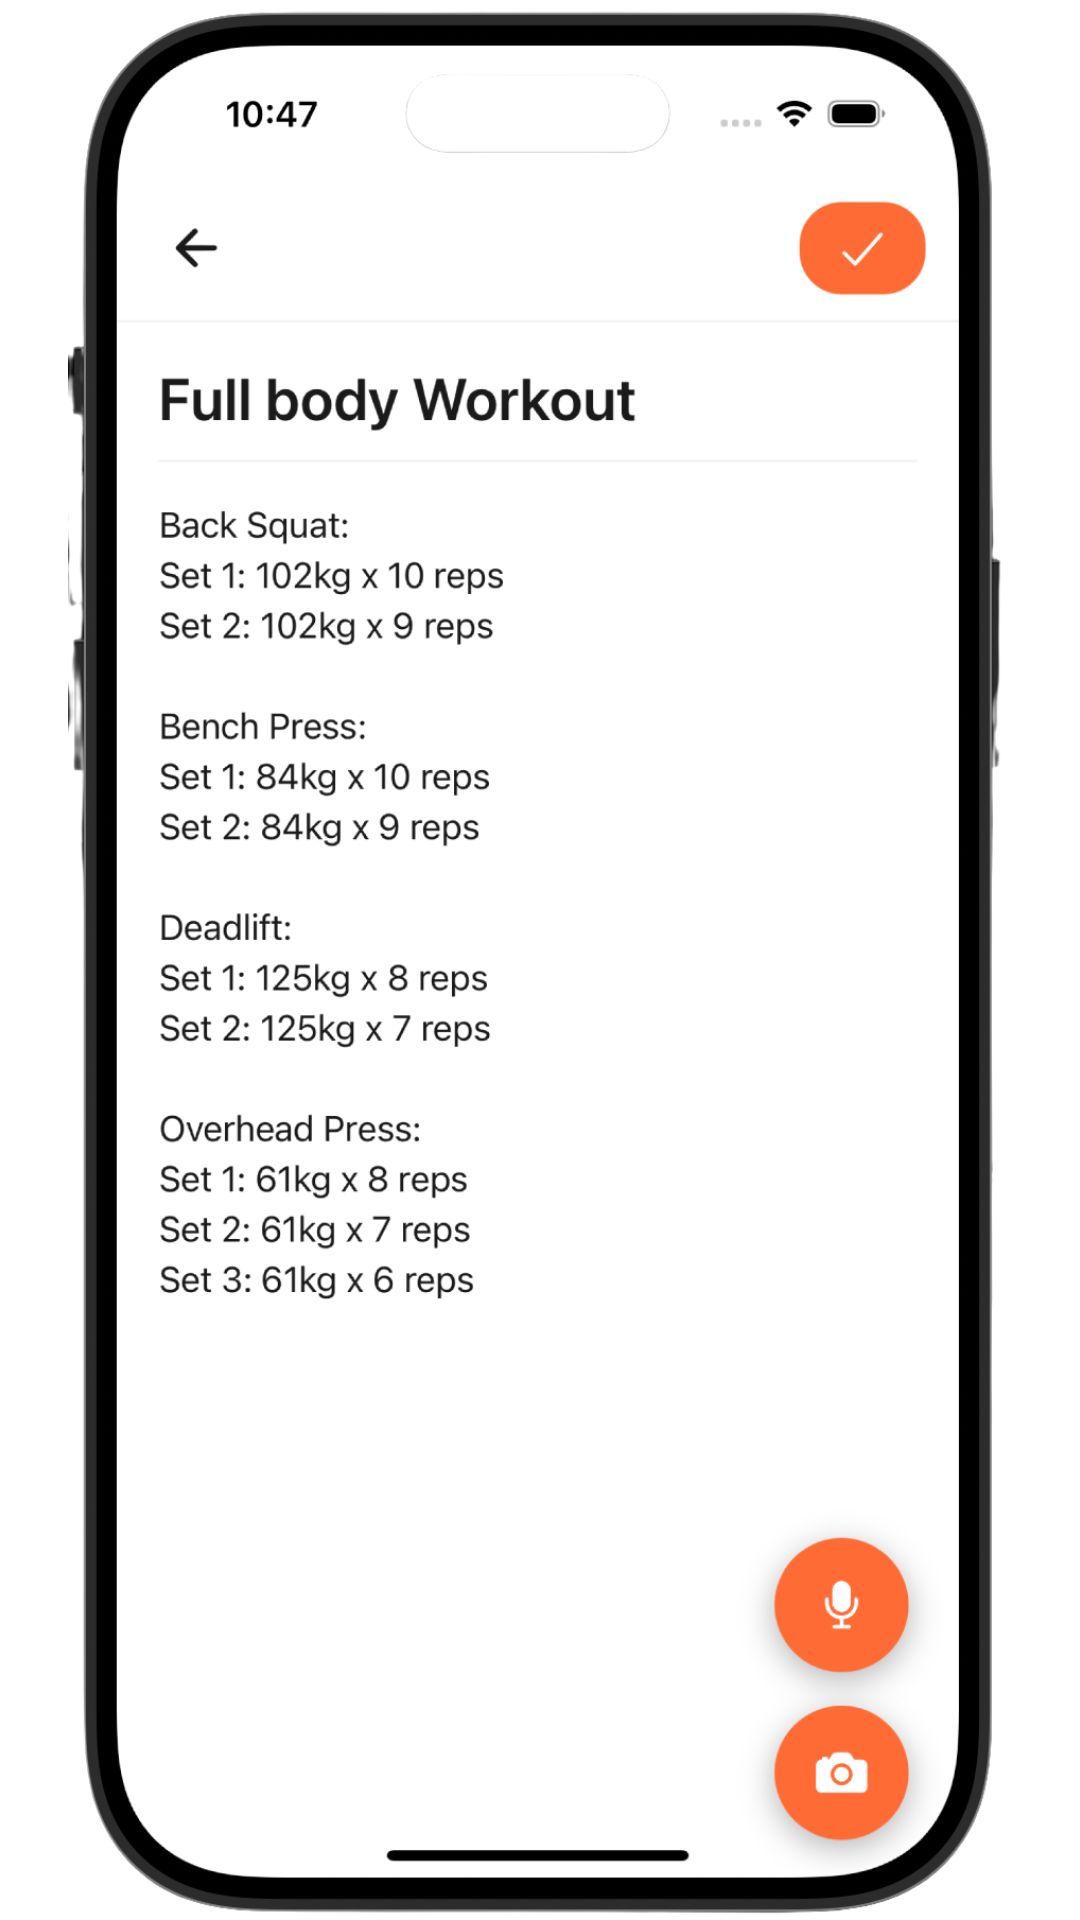 10:47
Full body Workout
Back Squat:
Set 1: 102kg x 10 reps
Set 2: 102kg x 9 reps
Bench Press:
Set 1: 84kg x 10 reps
Set 2: 84kg x 9 reps
Deadlift:
Set 1: 125kg x 8 reps
Set 2: 125kg x 7 reps
Overhead Press:
Set 1: 61kg x 8 reps
Set 2: 61kg x 7 reps
Set 3: 61kg x 6 reps